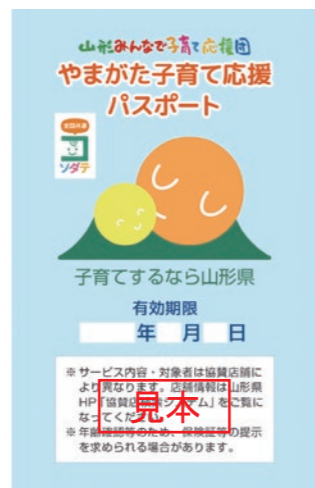 山形みんなで子育て応援団
やまがた子育て応援
パスポート
全国共通
コ
ソダテ
子育てするなら山形県
有効期限
年 月 日
※サービス内容・対象者は協賛店舗に
より異なります。店舗情報は山形県
HP「協賛店 システム」をご覧に
なってください。
※年齢確認等のため、保険証等の提示
を求められる場合があります。
見本